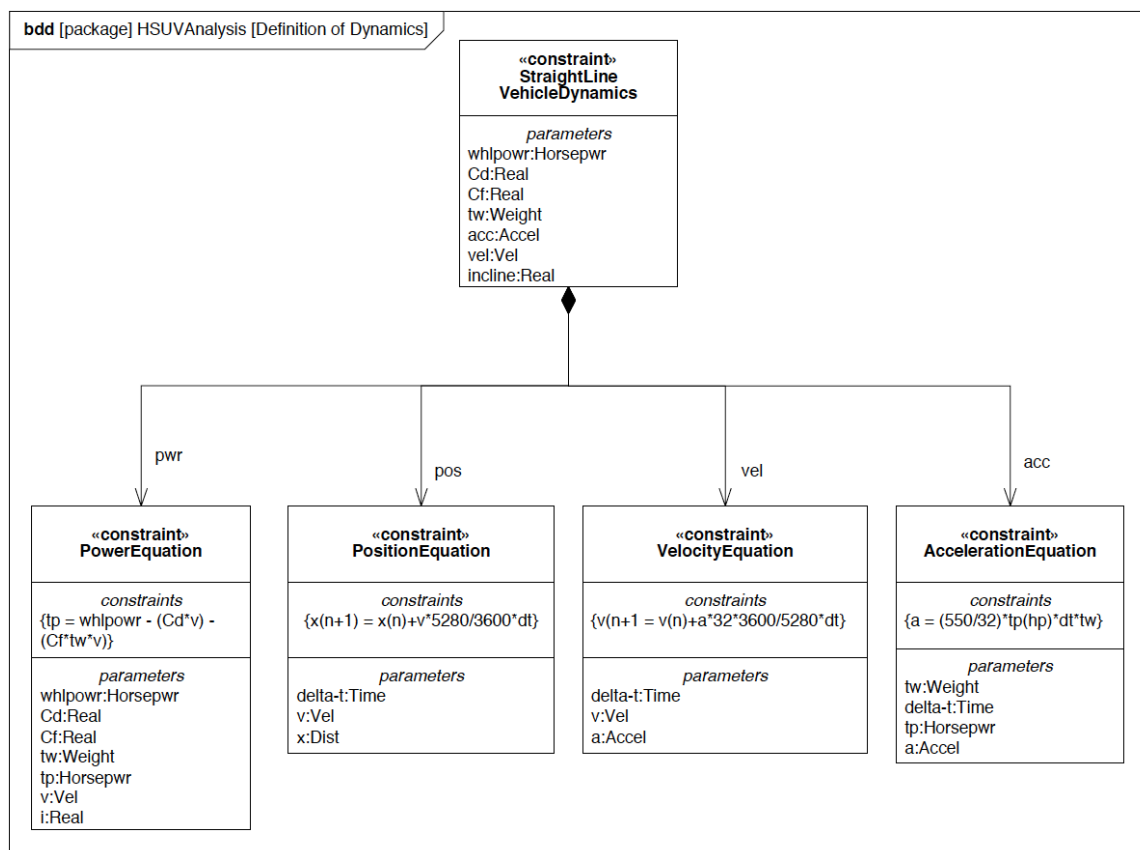 bdd [package] HSUVAnalysis [Definition of Dynamics]
«constraint»
StraightLine
VehicleDynamics
parameters
whlpowr:Horsepwr
Cd:Real
Cf:Real
tw:Weight
acc:Accel
vel:Vel
incline:Real
pwr
pos
vel
acc
«constraint»
PowerEquation
constraints
{tp = whlpowr - (Cd*v) -
(Cf*tw*v)}
parameters
whlpowr:Horsepwr
Cd:Real
Cf:Real
tw:Weight
tp:Horsepwr
v:Vel
i:Real
«constraint»
PositionEquation
constraints
{x(n+1) = x(n)+v*5280/3600*dt}
parameters
delta-t:Time
v:Vel
x:Dist
«constraint»
VelocityEquation
constraints
{v(n+1 = v(n)+a*32*3600/5280*dt}
parameters
delta-t:Time
v:Vel
a:Accel
«constraint»
AccelerationEquation
constraints
{a = (550/32)*tp(hp)*dt*tw}
parameters
tw:Weight
delta-t:Time
tp:Horsepwr
a:Accel